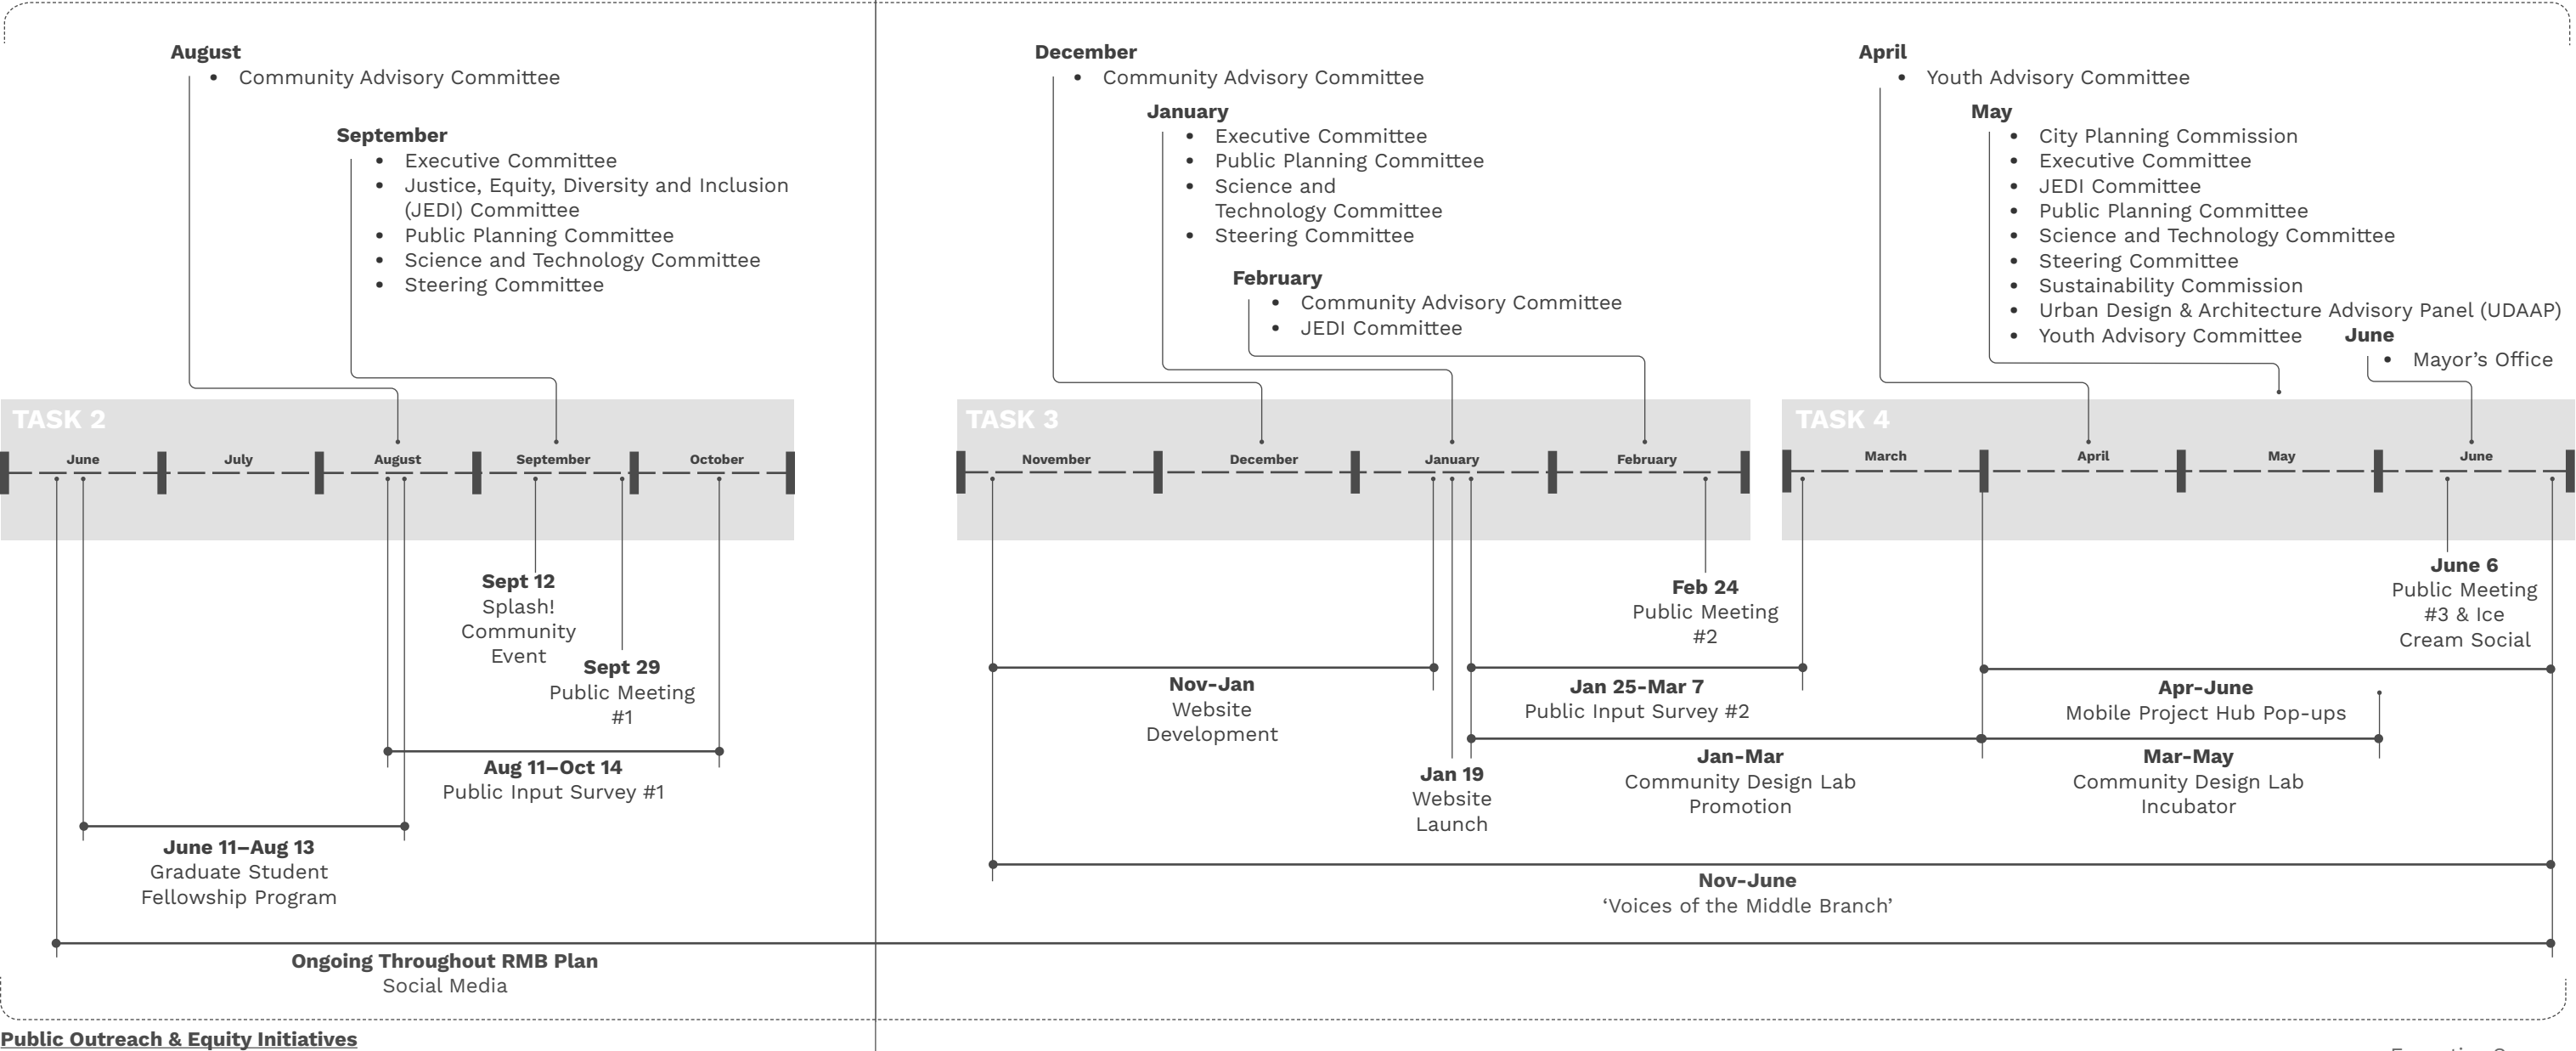 August
• Community Advisory Committee
September
• Executive Committee
• Justice, Equity, Diversity and Inclusion
(JEDI) Committee
• Public Planning Committee
• Science and Technology Committee
• Steering Committee
December
• Community Advisory Committee
January
• Executive Committee
• Public Planning Committee
• Science and
Technology Committee
• Steering Committee
February
• Community Advisory Committee
• JEDI Committee
April
• Youth Advisory Committee
May
• City Planning Commission
• Executive Committee
• JEDI Committee
• Public Planning Committee
• Science and Technology Committee
• Steering Committee
• Sustainability Commission
• Urban Design & Architecture Advisory Panel (UDAAP)
• Youth Advisory Committee
June
• Mayor’s Office
TASK 2
June
July
August
September
October
TASK 3
November
December
January
February
TASK 4
March
April
May
June
Sept 12
Splash!
Community
Event
Sept 29
Public Meeting
#1
Aug 11–Oct 14
Public Input Survey #1
June 11–Aug 13
Graduate Student
Fellowship Program
Feb 24
Public Meeting
#2
Nov-Jan
Website
Development
Jan 25-Mar 7
Public Input Survey #2
Jan 19
Website
Launch
Jan-Mar
Community Design Lab
Promotion
June 6
Public Meeting
#3 & Ice
Cream Social
Apr-June
Mobile Project Hub Pop-ups
Mar-May
Community Design Lab
Incubator
Nov-June
‘Voices of the Middle Branch’
Ongoing Throughout RMB Plan
Social Media
Public Outreach & Equity Initiatives